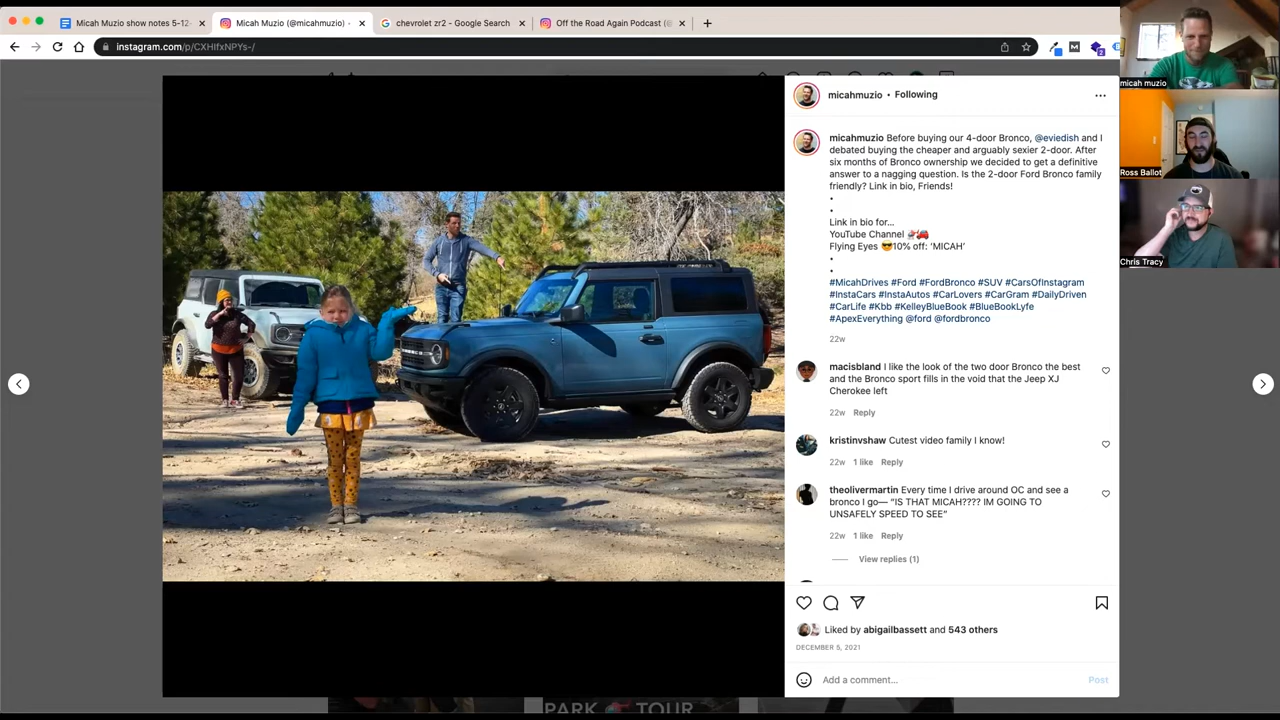 Micah Muzio show notes 5-12-
Micah Muzio (@micahmuzio) ·
chevrolet zr2 - Google Search
Off the Road Again Podcast (@
instagram.com/p/CXHIfxNPYs-/
micah muzio
Ross Ballot
Chris Tracy
micahmuzio • Following
micahmuzio Before buying our 4-door Bronco, @eviedish and I
debated buying the cheaper and arguably sexier 2-door. After
six months of Bronco ownership we decided to get a definitive
answer to a nagging question. Is the 2-door Ford Bronco family
friendly? Link in bio, Friends!
•
•
Link in bio for...
YouTube Channel 
Flying Eyes 😎10% off: 'MICAH'
•
•
#MicahDrives #Ford #FordBronco #SUV #CarsOfInstagram
#InstaCars #InstaAutos #CarLovers #CarGram #DailyDriven
#CarLife #Kbb #KelleyBlueBook #BlueBookLyfe
#ApexEverything @ford @fordbronco
22w
macisbland I like the look of the two door Bronco the best
and the Bronco sport fills in the void that the Jeep XJ
Cherokee left
22w Reply
kristinvshaw Cutest video family I know!
22w 1 like Reply
theolivermartin Every time I drive around OC and see a
bronco I go— "IS THAT MICAH???? IM GOING TO
UNSAFELY SPEED TO SEE"
22w 1 like Reply
View replies (1)
Liked by abigailbassett and 543 others
DECEMBER 5, 2021
Add a comment... Post
PARK TOUR